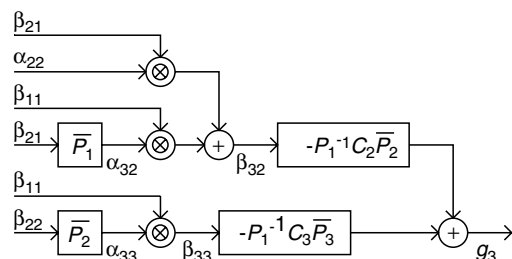 β₂₁
α₂₂
β₁₁
β₂₁ P̅₁ α₃₂ β₃₂ -P₁⁻¹C₂P̅₂
β₁₁
β₂₂ P̅₂ α₃₃ β₃₃ -P₁⁻¹C₃P̅₃ g₃